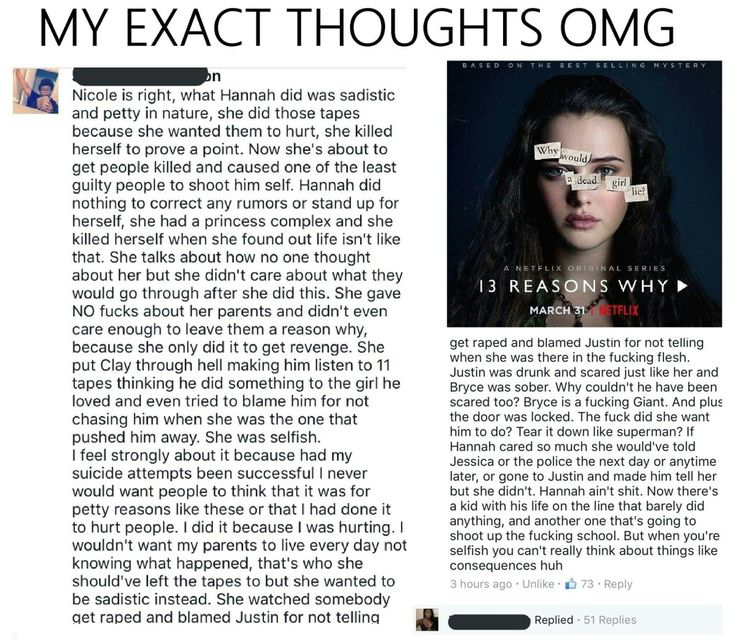 MY EXACT THOUGHTS OMG
on
Nicole is right, what Hannah did was sadistic
and petty in nature, she did those tapes
because she wanted them to hurt, she killed
herself to prove a point. Now she's about to
get people killed and caused one of the least
guilty people to shoot him self. Hannah did
nothing to correct any rumors or stand up for
herself, she had a princess complex and she
killed herself when she found out life isn't like
that. She talks about how no one thought
about her but she didn't care about what they
would go through after she did this. She gave
NO fucks about her parents and didn't even
care enough to leave them a reason why,
because she only did it to get revenge. She
put Clay through hell making him listen to 11
tapes thinking he did something to the girl he
loved and even tried to blame him for not
chasing him when she was the one that
pushed him away. She was selfish.
I feel strongly about it because had my
suicide attempts been successful I never
would want people to think that it was for
petty reasons like these or that I had done it
to hurt people. I did it because I was hurting. I
wouldn't want my parents to live every day not
knowing what happened, that's who she
should've left the tapes to but she wanted to
be sadistic instead. She watched somebody
get raped and blamed Justin for not telling
BASED ON THE BEST SELLING MYSTERY
Why
would
a dead
girl
lie?
A NETFLIX ORIGINAL SERIES
13 REASONS WHY
MARCH 31 NETFLIX
get raped and blamed Justin for not telling
when she was there in the fucking flesh.
Justin was drunk and scared just like her and
Bryce was sober. Why couldn't he have been
scared too? Bryce is a fucking Giant. And plus
the door was locked. The fuck did she want
him to do? Tear it down like superman? If
Hannah cared so much she would've told
Jessica or the police the next day or anytime
later, or gone to Justin and made him tell her
but she didn't. Hannah ain't shit. Now there's
a kid with his life on the line that barely did
anything, and another one that's going to
shoot up the fucking school. But when you're
selfish you can't really think about things like
consequences huh
3 hours ago · Unlike · 73 · Reply
Replied · 51 Replies